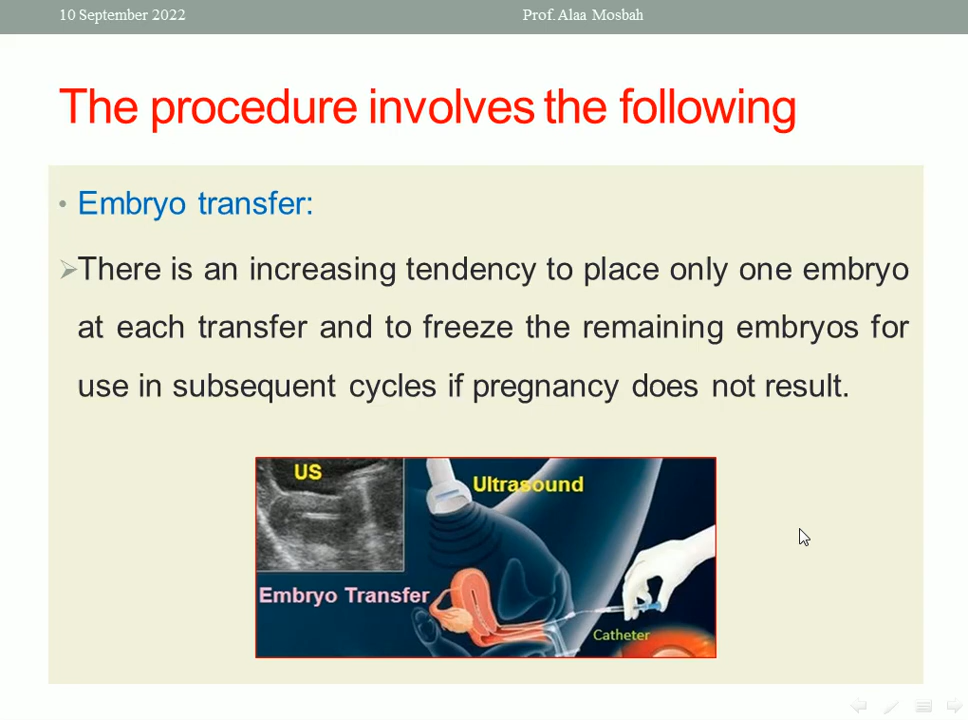 10 September 2022 Prof. Alaa Mosbah
The procedure involves the following
• Embryo transfer:
➢There is an increasing tendency to place only one embryo
at each transfer and to freeze the remaining embryos for
use in subsequent cycles if pregnancy does not result.
US
Ultrasound
Embryo Transfer
Catheter